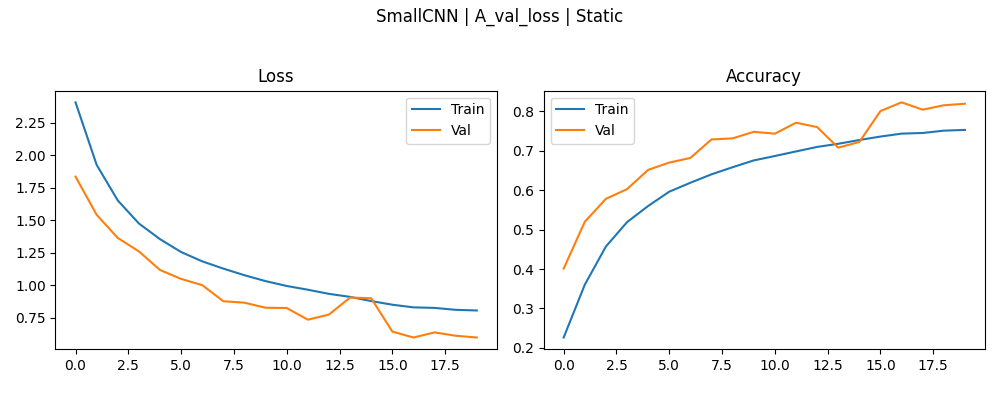 SmallCNN | A_val_loss | Static
Loss
Train
Val
2.25
2.00
1.75
1.50
1.25
1.00
0.75
0.0 2.5 5.0 7.5 10.0 12.5 15.0 17.5
Accuracy
Train
Val
0.8
0.7
0.6
0.5
0.4
0.3
0.2
0.0 2.5 5.0 7.5 10.0 12.5 15.0 17.5